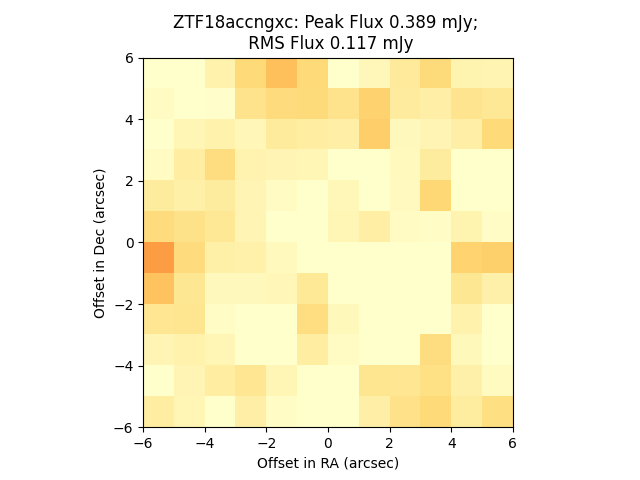 ZTF18accngxc: Peak Flux 0.389 mJy;
RMS Flux 0.117 mJy
6
4
2
0
−2
−4
−6
Offset in Dec (arcsec)
−6 −4 −2 0 2 4 6
Offset in RA (arcsec)